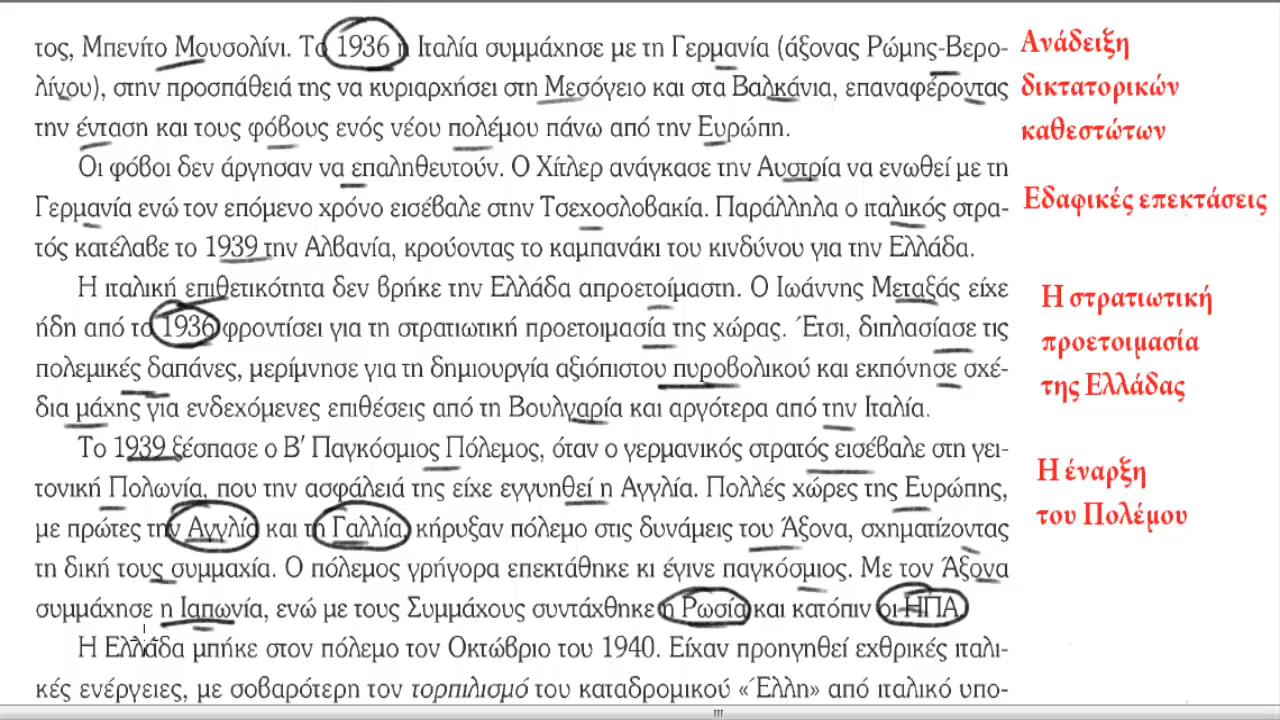 τος, Μπενίτο Μουσολίνι. Το 1936 η Ιταλία συμμάχησε με τη Γερμανία (άξονας Ρώμης-Βερο-
λίνου), στην προσπάθειά της να κυριαρχήσει στη Μεσόγειο και στα Βαλκάνια, επαναφέροντας
την ένταση και τους φόβους ενός νέου πολέμου πάνω από την Ευρώπη.
Οι φόβοι δεν άργησαν να επαληθευτούν. Ο Χίτλερ ανάγκασε την Αυστρία να ενωθεί με τη
Γερμανία ενώ τον επόμενο χρόνο εισέβαλε στην Τσεχοσλοβακία. Παράλληλα ο ιταλικός στρα-
τός κατέλαβε το 1939 την Αλβανία, κρούοντας το καμπανάκι του κινδύνου για την Ελλάδα.
Η ιταλική επιθετικότητα δεν βρήκε την Ελλάδα απροετοίμαστη. Ο Ιωάννης Μεταξάς είχε
ήδη από το 1936 φροντίσει για τη στρατιωτική προετοιμασία της χώρας. Έτσι, διπλασίασε τις
πολεμικές δαπάνες, μερίμνησε για τη δημιουργία αξιόπιστου πυροβολικού και εκπόνησε σχέ-
δια μάχης για ενδεχόμενες επιθέσεις από τη Βουλγαρία και αργότερα από την Ιταλία.
Το 1939 ξέσπασε ο Β' Παγκόσμιος Πόλεμος, όταν ο γερμανικός στρατός εισέβαλε στη γει-
τονική Πολωνία, που την ασφάλειά της είχε εγγυηθεί η Αγγλία. Πολλές χώρες της Ευρώπης,
με πρώτες την Αγγλία και τη Γαλλία, κήρυξαν πόλεμο στις δυνάμεις του Άξονα, σχηματίζοντας
τη δική τους συμμαχία. Ο πόλεμος γρήγορα επεκτάθηκε κι έγινε παγκόσμιος. Με τον Άξονα
συμμάχησε η Ιαπωνία, ενώ με τους Συμμάχους συντάχθηκε η Ρωσία και κατόπιν οι ΗΠΑ.
Η Ελλάδα μπήκε στον πόλεμο τον Οκτώβριο του 1940. Είχαν προηγηθεί εχθρικές ιταλι-
κές ενέργειες, με σοβαρότερη τον τορπιλισμό του καταδρομικού «Έλλη» από ιταλικό υπο-
Ανάδειξη
δικτατορικών
καθεστώτων
Εδαφικές επεκτάσεις
Η στρατιωτική
προετοιμασία
της Ελλάδας
Η έναρξη
του Πολέμου